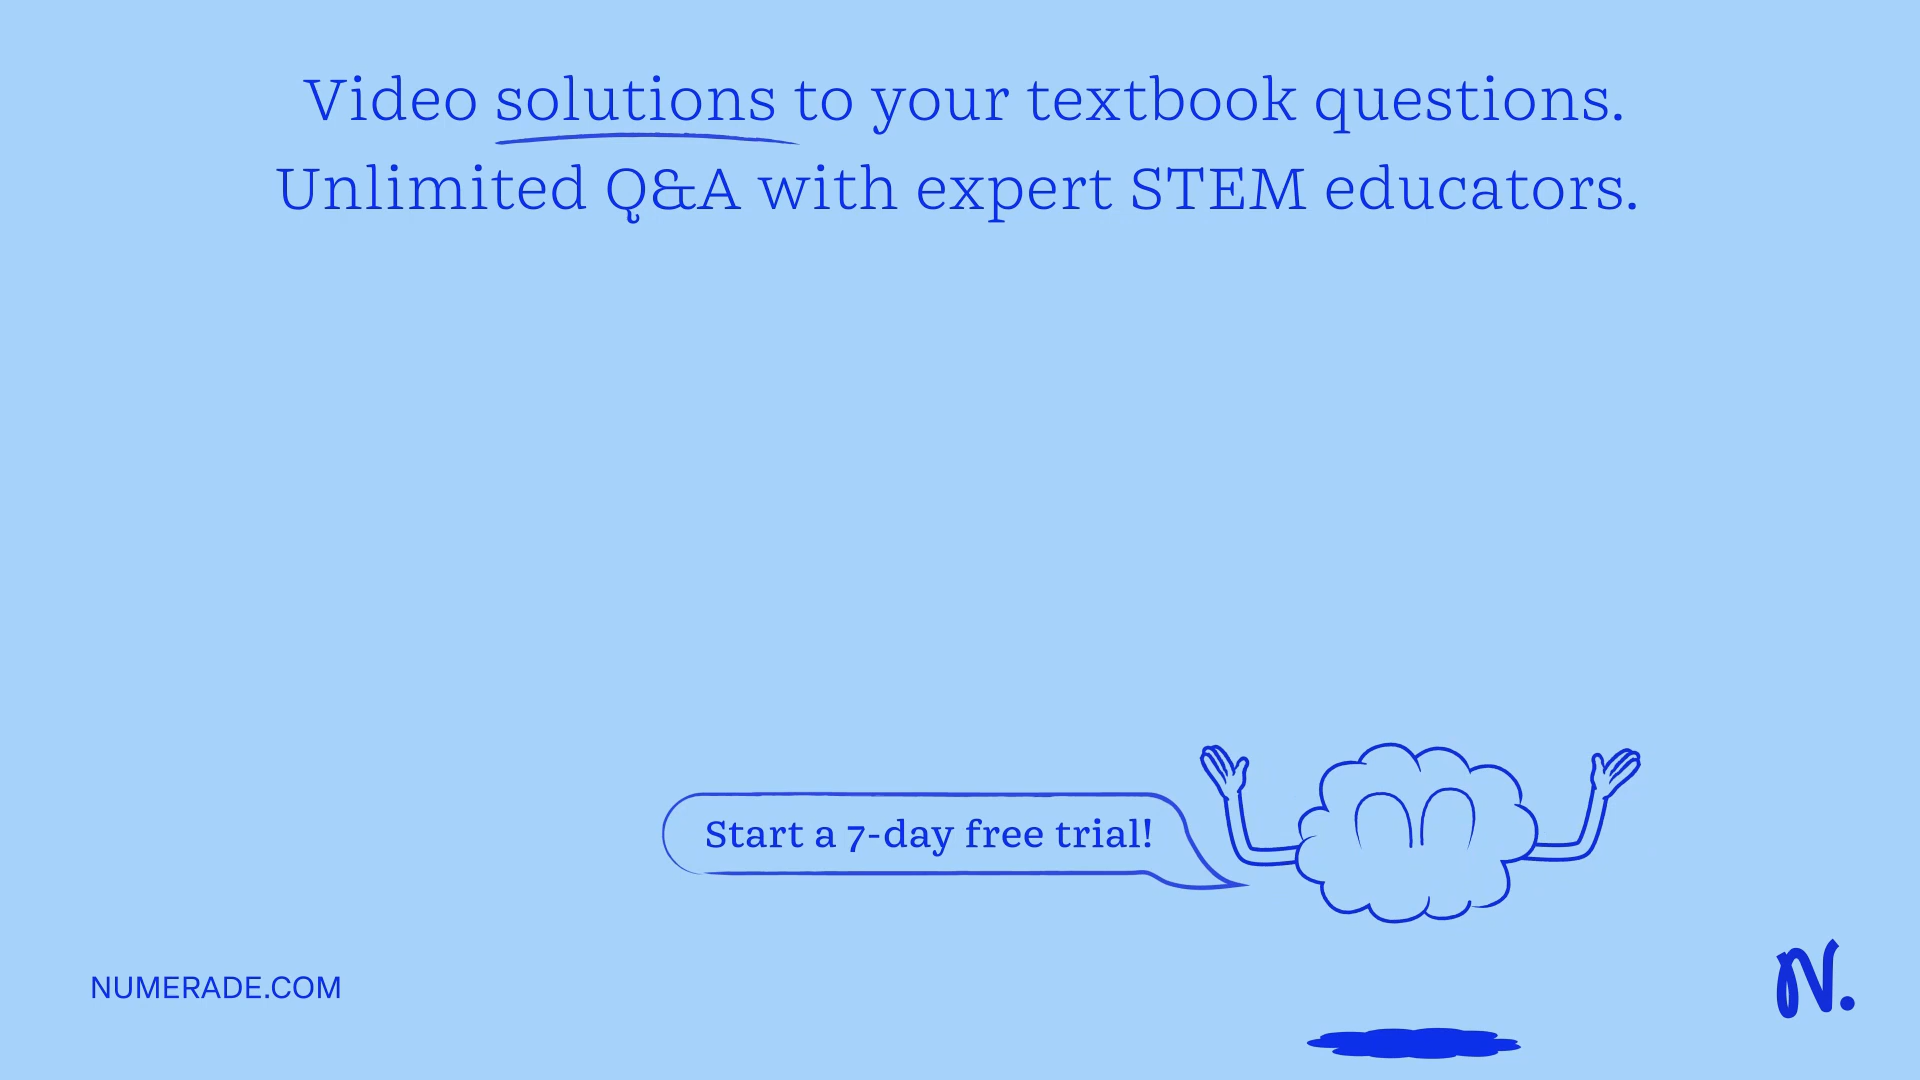 Video solutions to your textbook questions.
Unlimited Q&A with expert STEM educators.
Start a 7-day free trial!
NUMERADE.COM
N.